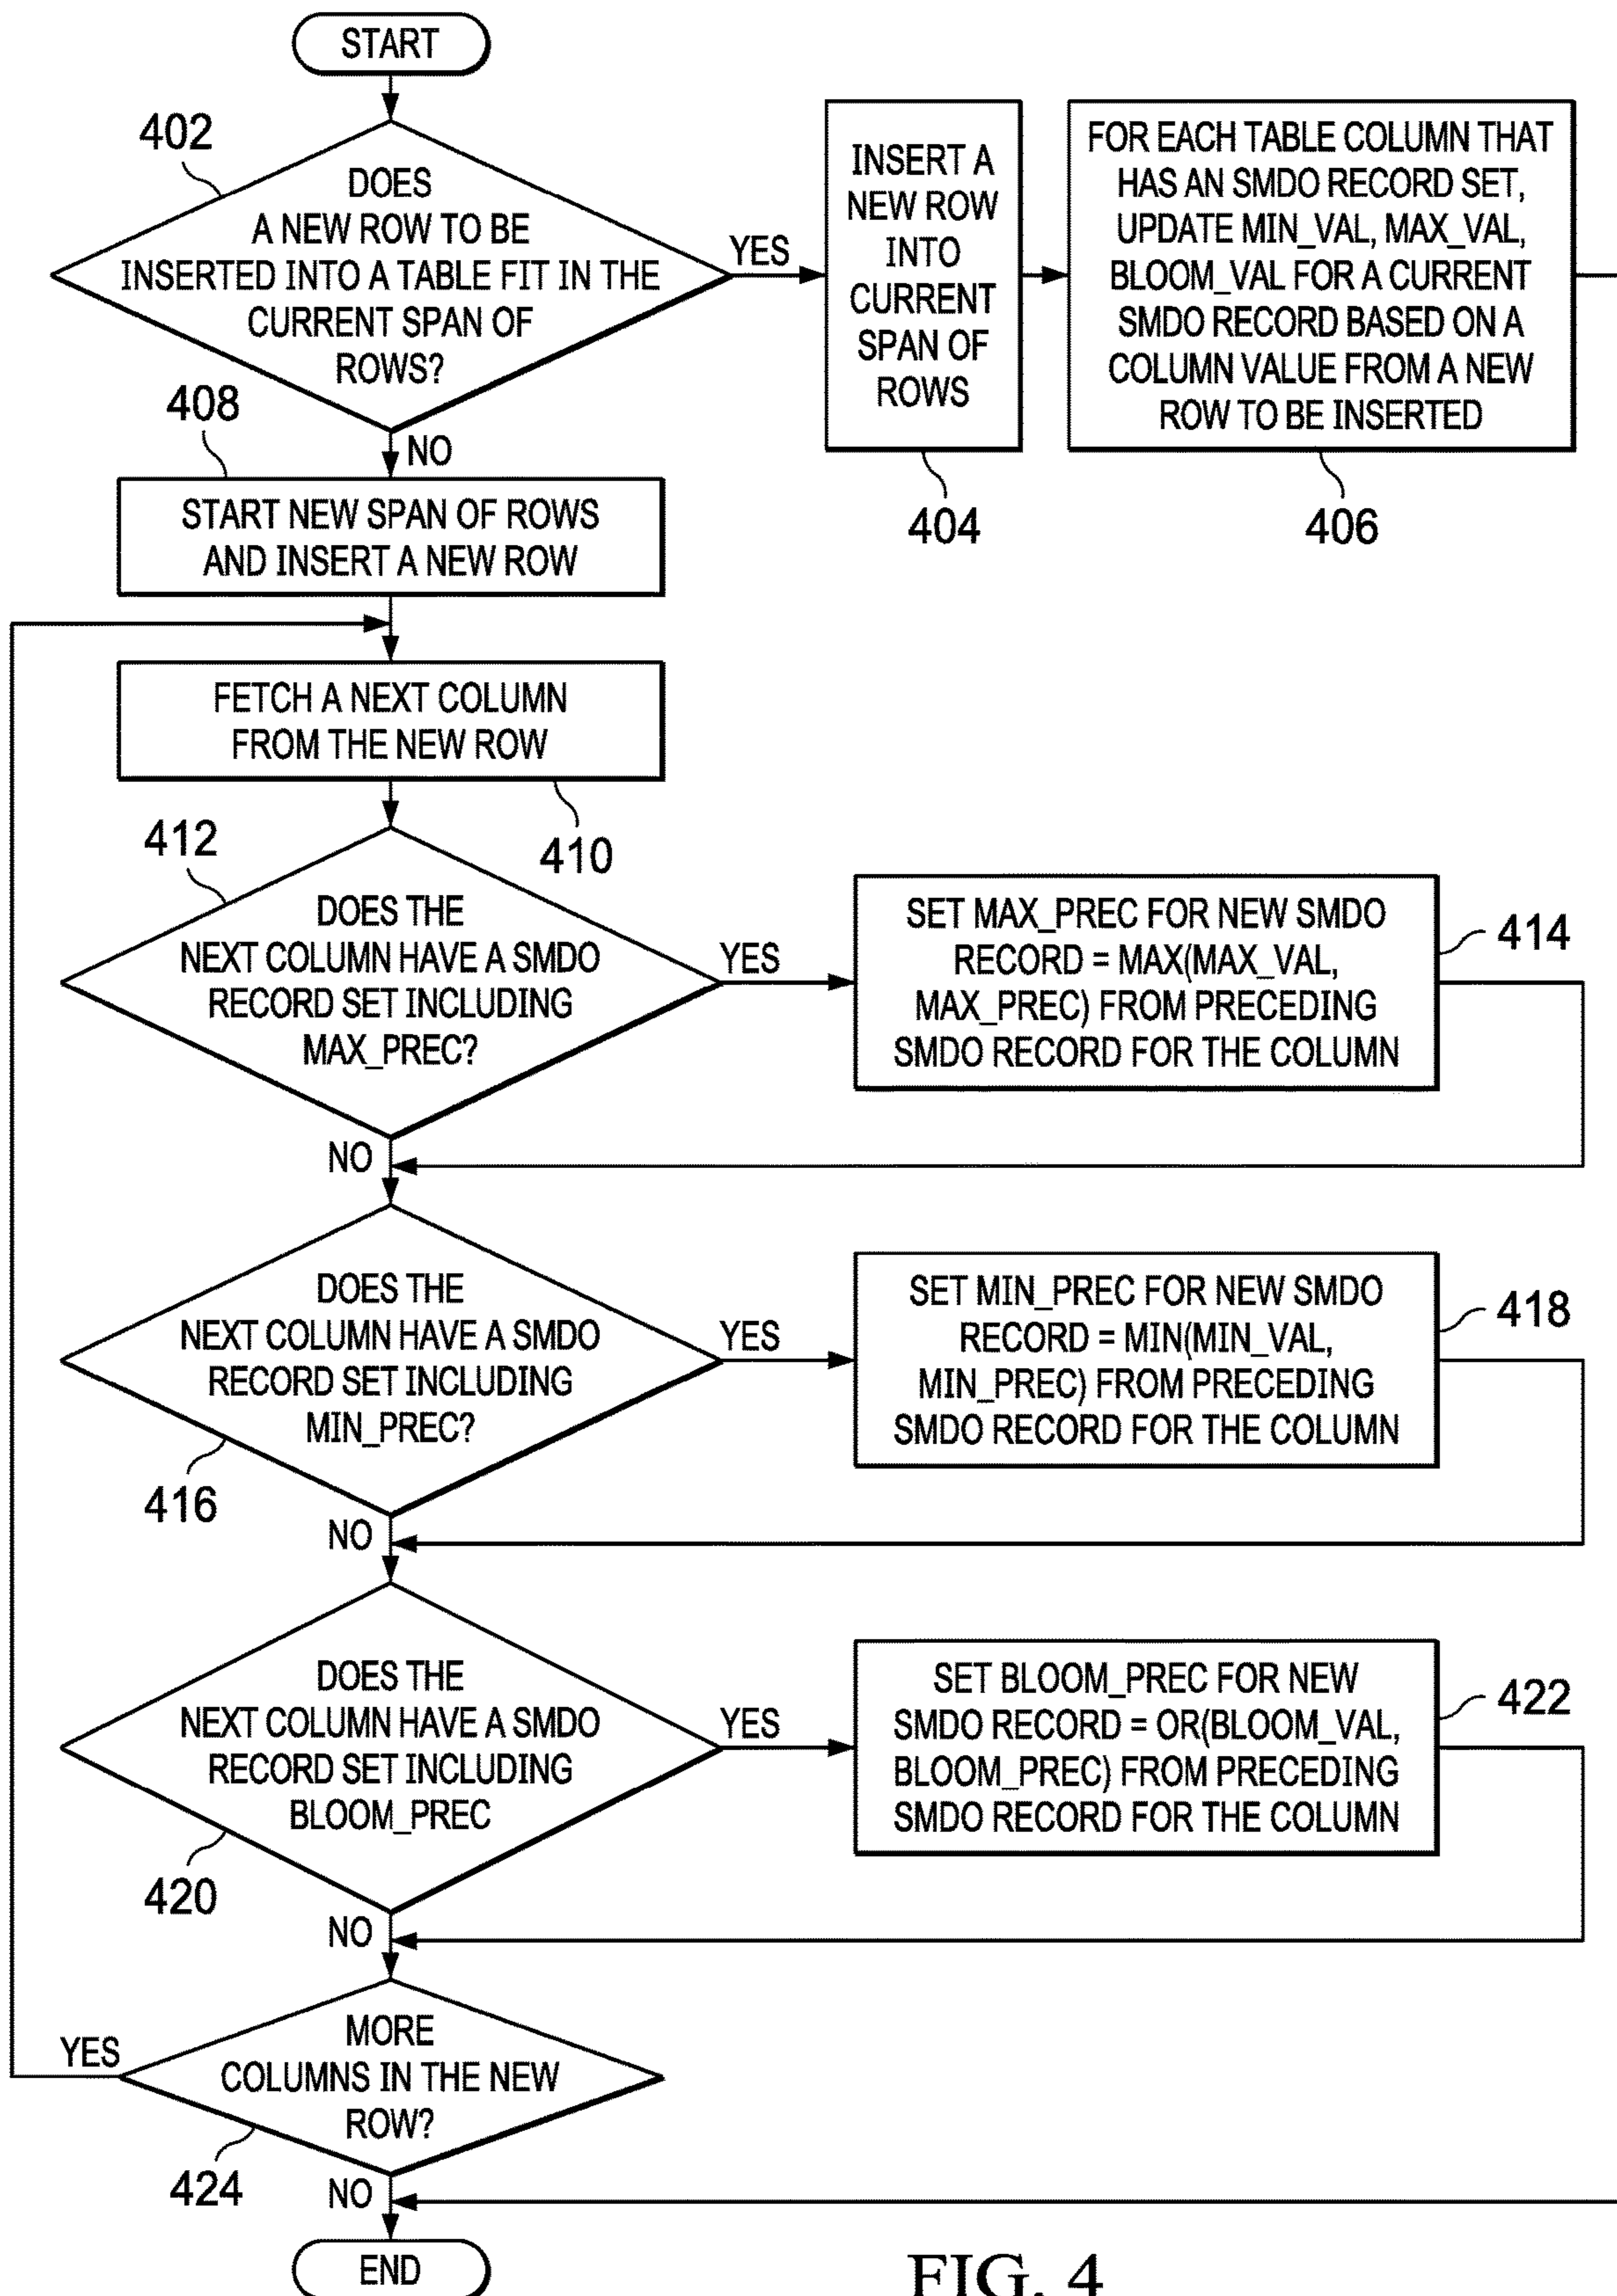 START
402
DOES
A NEW ROW TO BE
INSERTED INTO A TABLE FIT IN THE
CURRENT SPAN OF
ROWS?
YES
INSERT A
NEW ROW
INTO
CURRENT
SPAN OF
ROWS
404
FOR EACH TABLE COLUMN THAT
HAS AN SMDO RECORD SET,
UPDATE MIN_VAL, MAX_VAL,
BLOOM_VAL FOR A CURRENT
SMDO RECORD BASED ON A
COLUMN VALUE FROM A NEW
ROW TO BE INSERTED
406
NO
408
START NEW SPAN OF ROWS
AND INSERT A NEW ROW
FETCH A NEXT COLUMN
FROM THE NEW ROW
410
412
DOES THE
NEXT COLUMN HAVE A SMDO
RECORD SET INCLUDING
MAX_PREC?
YES
SET MAX_PREC FOR NEW SMDO
RECORD = MAX(MAX_VAL,
MAX_PREC) FROM PRECEDING
SMDO RECORD FOR THE COLUMN
414
NO
DOES THE
NEXT COLUMN HAVE A SMDO
RECORD SET INCLUDING
MIN_PREC?
416
YES
SET MIN_PREC FOR NEW SMDO
RECORD = MIN(MIN_VAL,
MIN_PREC) FROM PRECEDING
SMDO RECORD FOR THE COLUMN
418
NO
DOES THE
NEXT COLUMN HAVE A SMDO
RECORD SET INCLUDING
BLOOM_PREC
420
YES
SET BLOOM_PREC FOR NEW
SMDO RECORD = OR(BLOOM_VAL,
BLOOM_PREC) FROM PRECEDING
SMDO RECORD FOR THE COLUMN
422
NO
MORE
COLUMNS IN THE NEW
ROW?
YES
424
NO
END
FIG. 4